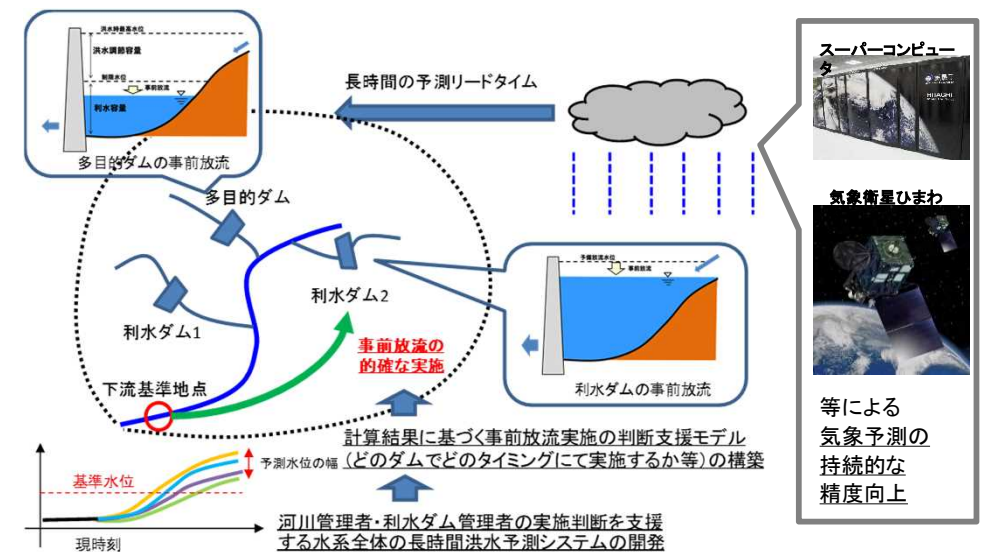 洪水時最高水位
洪水調節容量
制限水位
事前放流
利水容量
多目的ダムの事前放流
長時間の予測リードタイム
スーパーコンピュー
タ
HITACHI
気象衛星ひまわ
等による
気象予測の
持続的な
精度向上
多目的ダム
利水ダム1
利水ダム2
予備放流水位
事前放流
利水ダムの事前放流
事前放流の
的確な実施
下流基準地点
計算結果に基づく事前放流実施の判断支援モデル
(どのダムでどのタイミングにて実施するか等)の構築
基準水位
予測水位の幅
現時刻
河川管理者・利水ダム管理者の実施判断を支援
する水系全体の長時間洪水予測システムの開発